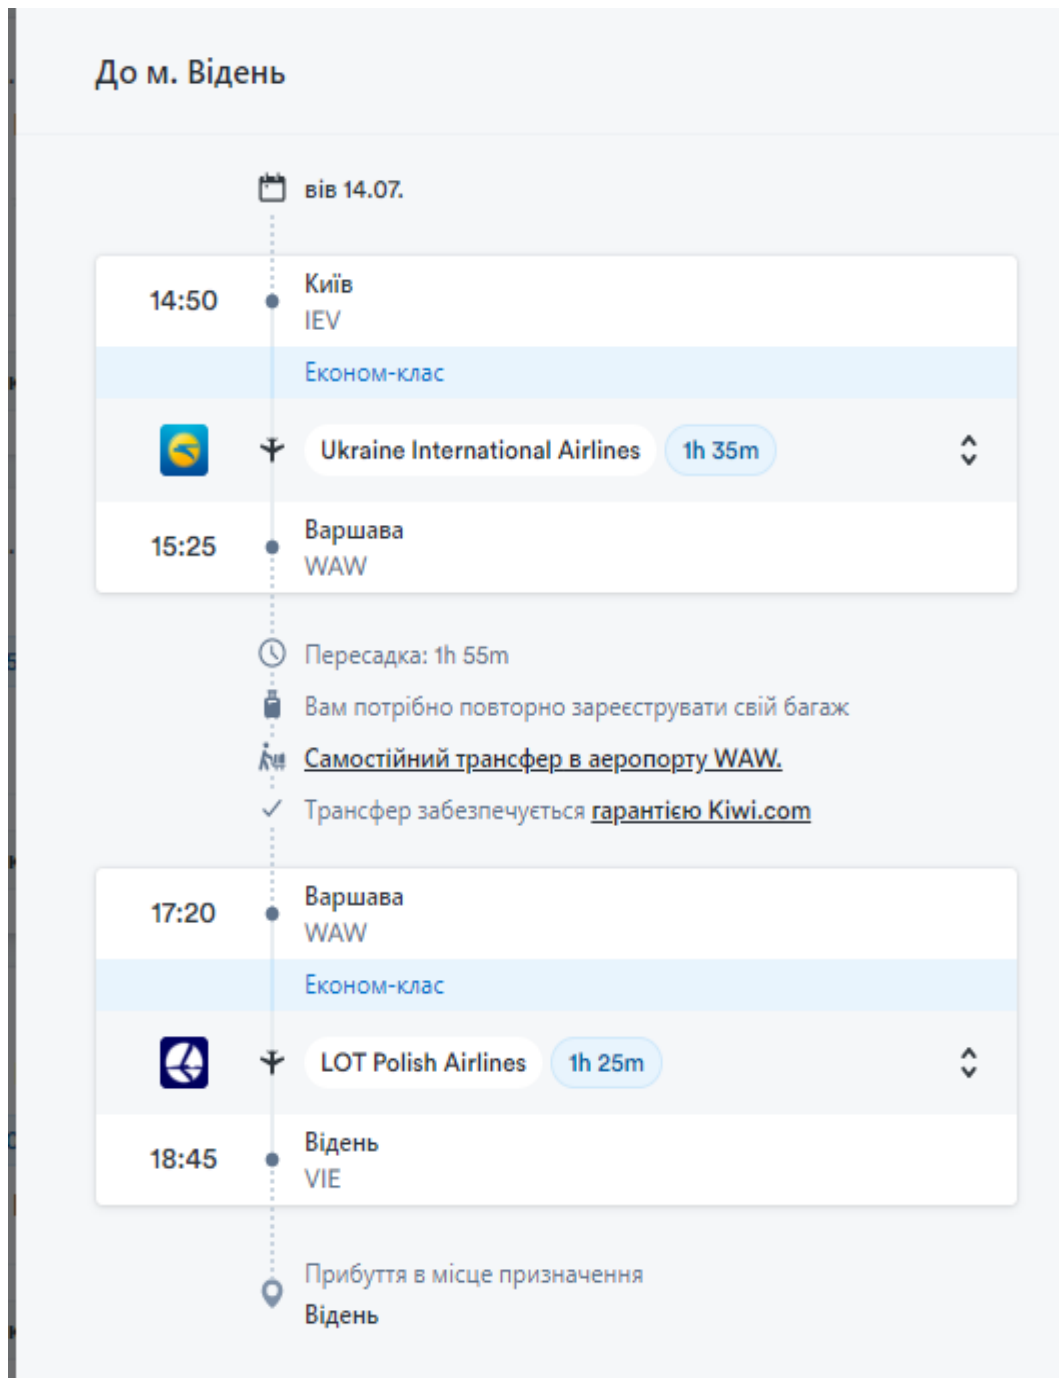 До м. Відень
вів 14.07.
14:50
Київ
IEV
Економ-клас
Ukraine International Airlines 1h 35m
15:25
Варшава
WAW
Пересадка: 1h 55m
Вам потрібно повторно зареєструвати свій багаж
Самостійний трансфер в аеропорту WAW.
Трансфер забезпечується гарантією Kiwi.com
17:20
Варшава
WAW
Економ-клас
LOT Polish Airlines 1h 25m
18:45
Відень
VIE
Прибуття в місце призначення
Відень